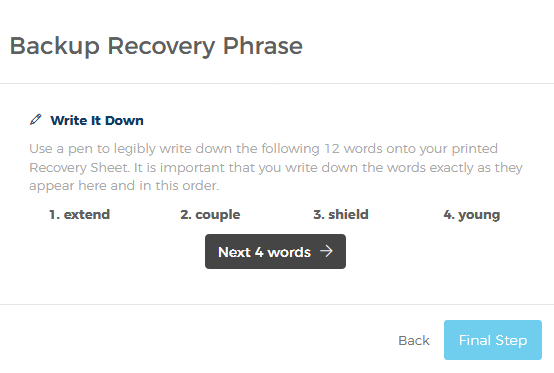 Backup Recovery Phrase
Write It Down
Use a pen to legibly write down the following 12 words onto your printed
Recovery Sheet. It is important that you write down the words exactly as they
appear here and in this order.
1. extend 2. couple 3. shield 4. young
Next 4 words →
Back Final Step